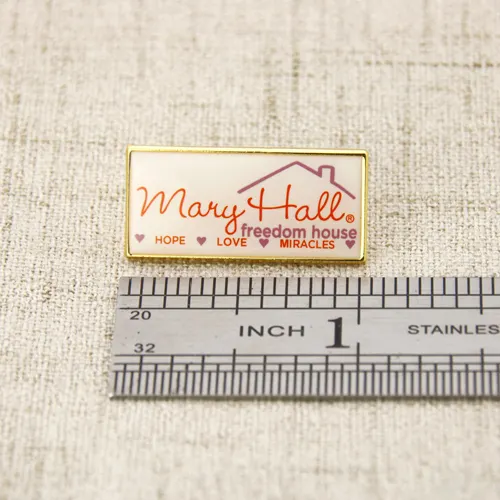 Mary Hall®
freedom house
HOPE LOVE MIRACLES
20
INCH 1 STAINLES
32